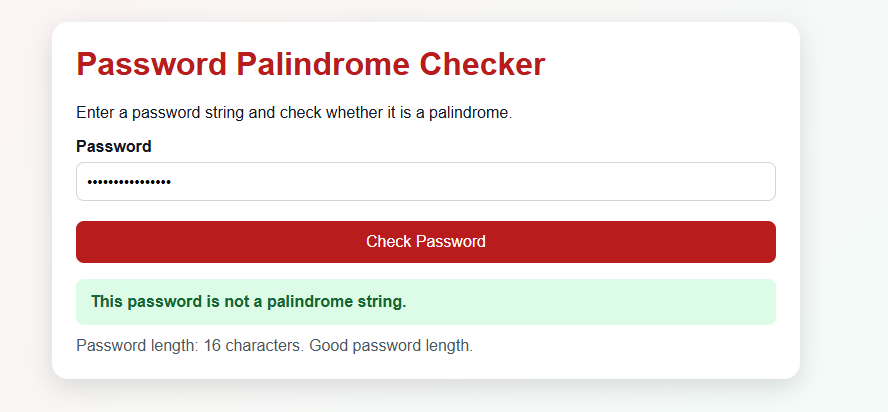 Password Palindrome Checker
Enter a password string and check whether it is a palindrome.
Password
••••••••••••••••
Check Password
This password is not a palindrome string.
Password length: 16 characters. Good password length.